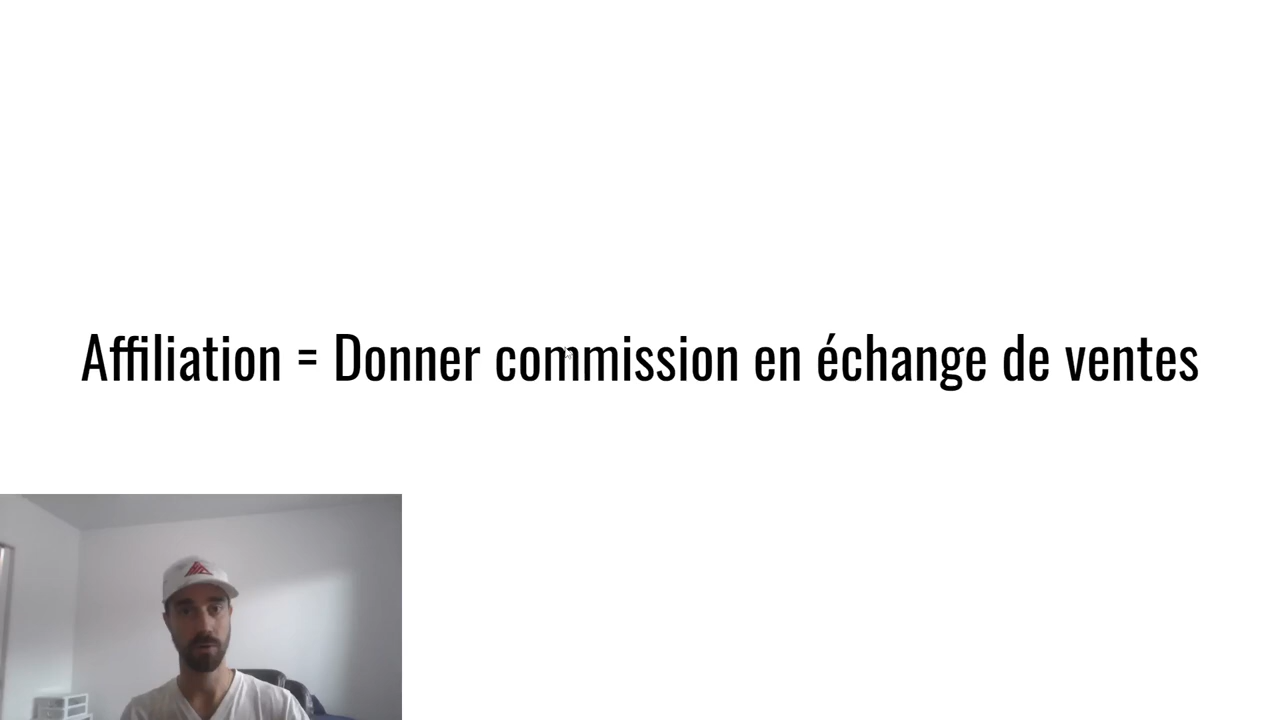 Affiliation = Donner commission en échange de ventes